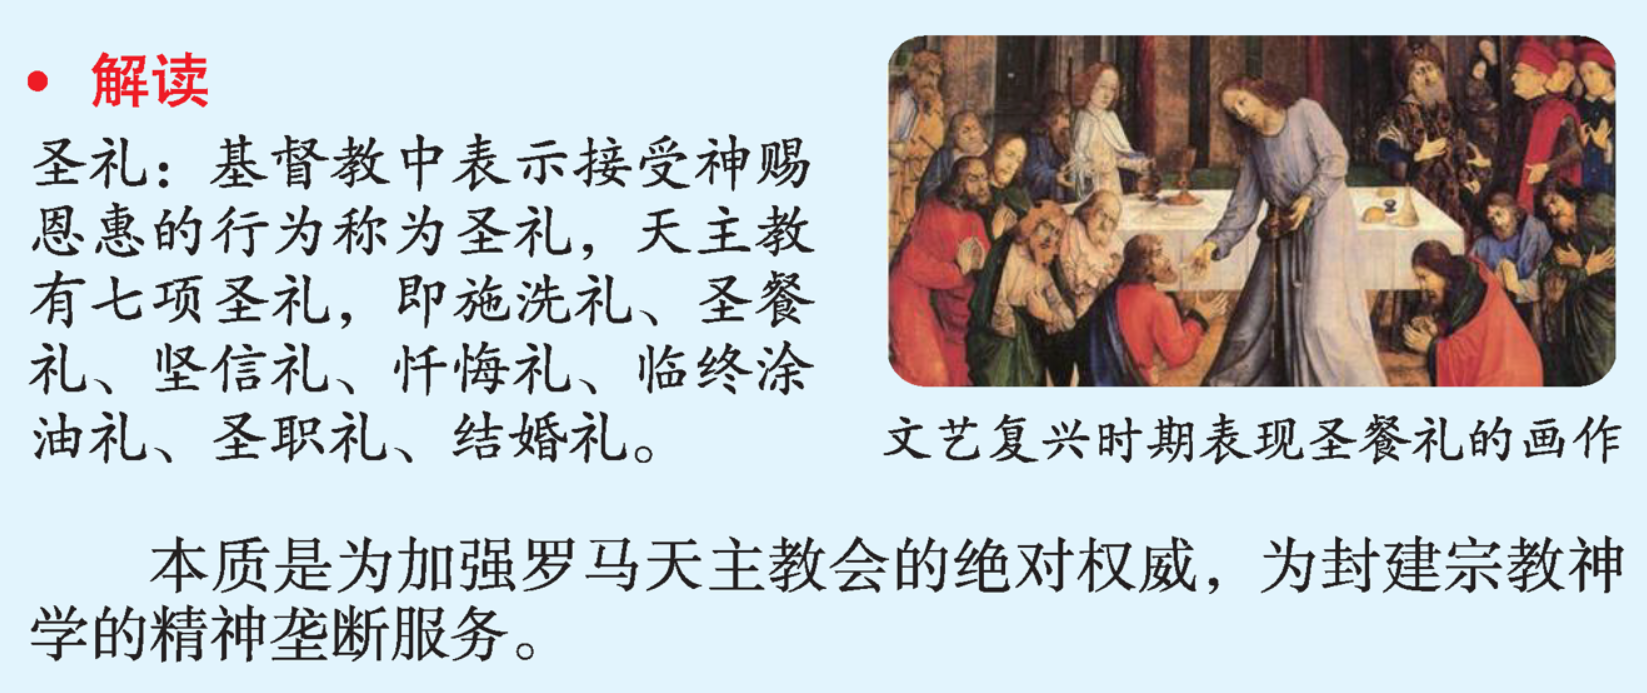 • 解读
圣礼：基督教中表示接受神赐
恩惠的行为称为圣礼，天主教
有七项圣礼，即施洗礼、圣餐
礼、坚信礼、忏悔礼、临终涂
油礼、圣职礼、结婚礼。
文艺复兴时期表现圣餐礼的画作
本质是为加强罗马天主教会的绝对权威，为封建宗教神
学的精神垄断服务。